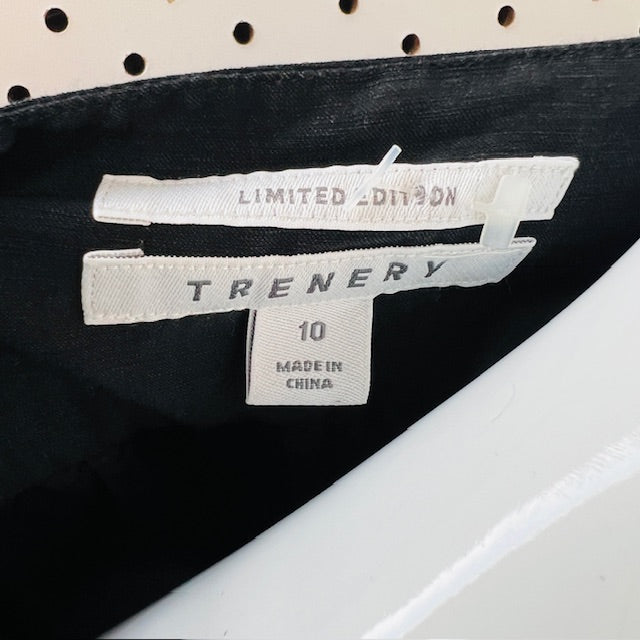 LIMITED EDITION
TRENERY
10
MADE IN
CHINA